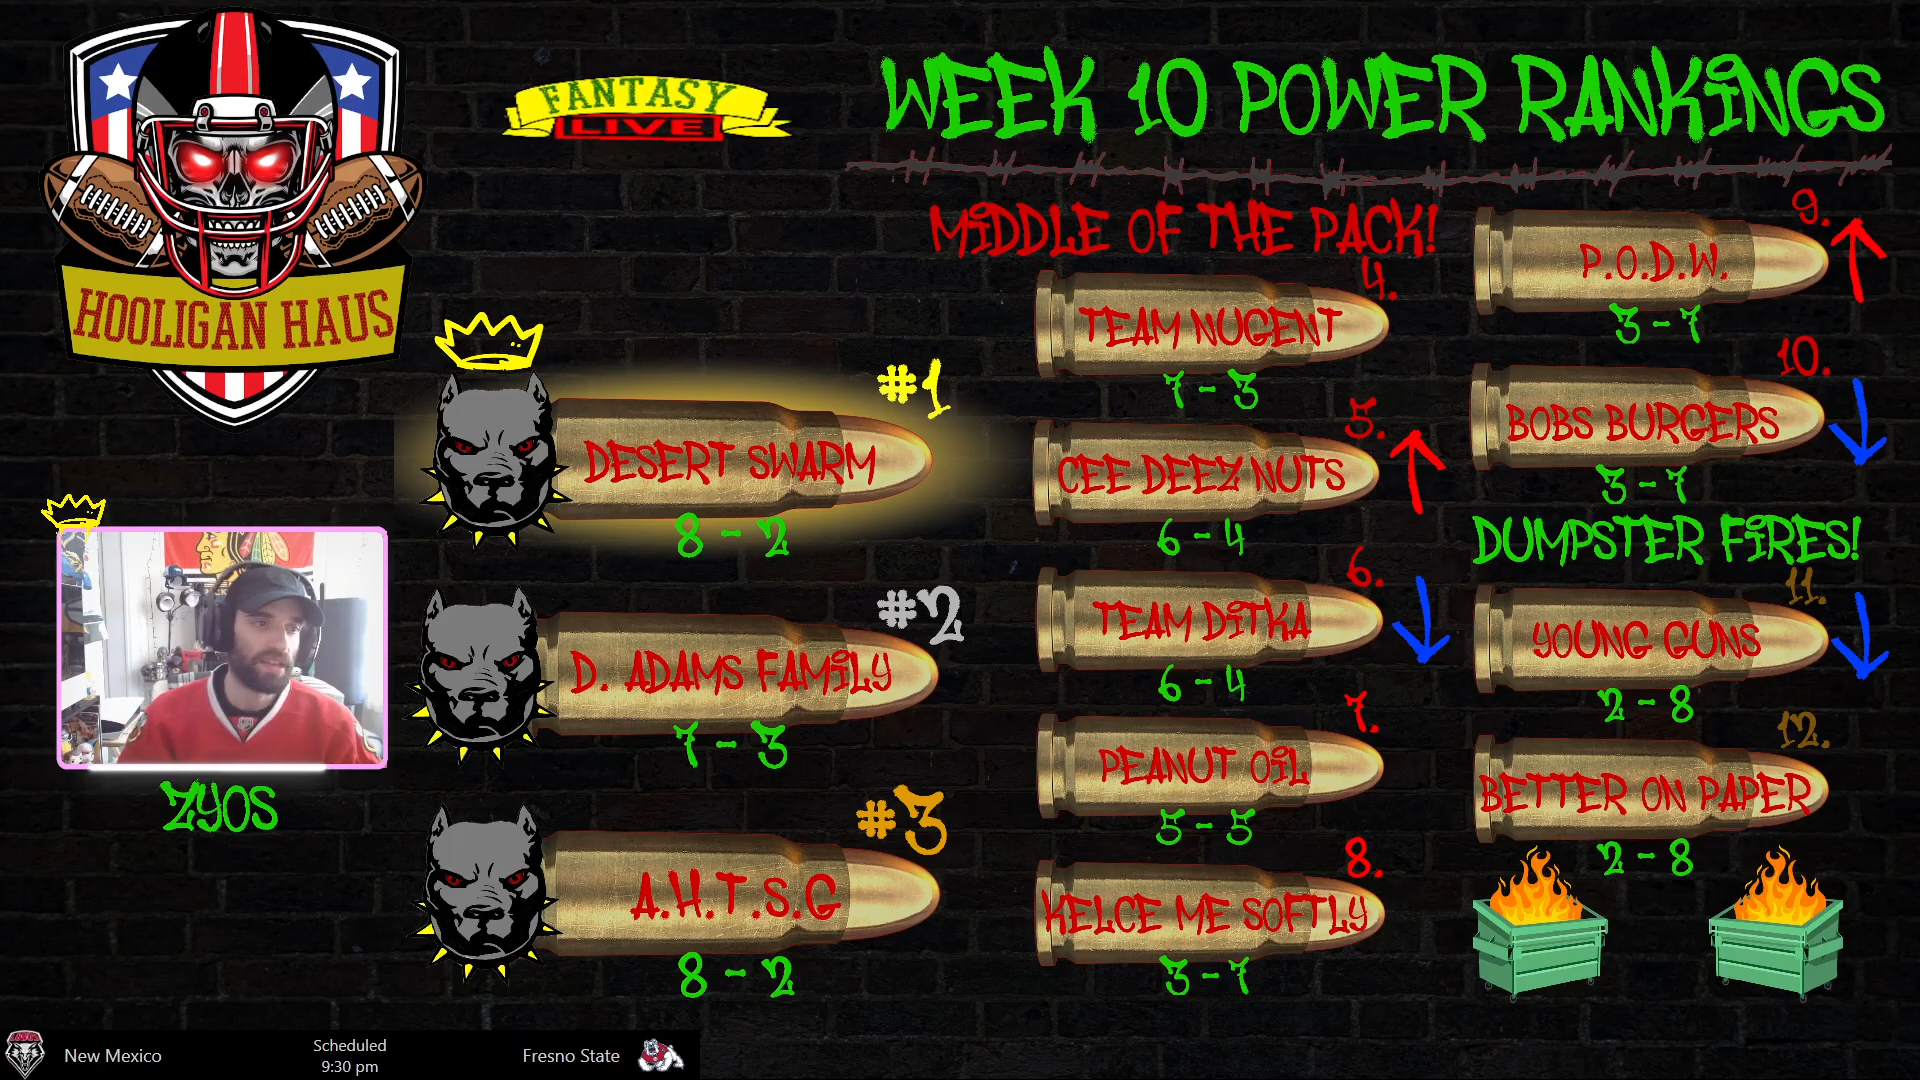 HOOLIGAN HAUS
FANTASY
LIVE
WEEK 10 POWER RANKINGS
#1
DESERT SWARM
8 - 2
#2
D. ADAMS FAMILY
7 - 3
#3
A.H.T.S.G
8 - 2
ZYOS
MIDDLE OF THE PACK!
4.
TEAM NUGENT
7 - 3
5.
CEE DEEZ NUTS
6 - 4
6.
TEAM DITKA
6 - 4
7.
PEANUT OIL
5 - 5
8.
KELCE ME SOFTLY
3 - 7
9.
P.O.D.W.
3 - 7
10.
BOBS BURGERS
3 - 7
DUMPSTER FIRES!
11.
YOUNG GUNS
2 - 8
12.
BETTER ON PAPER
2 - 8
New Mexico
Scheduled
9:30 pm
Fresno State